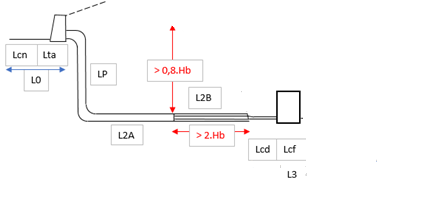 Lcn Lta
L0
LP
> 0,8.Hb
L2B
L2A
> 2.Hb
Lcd Lcf
L3